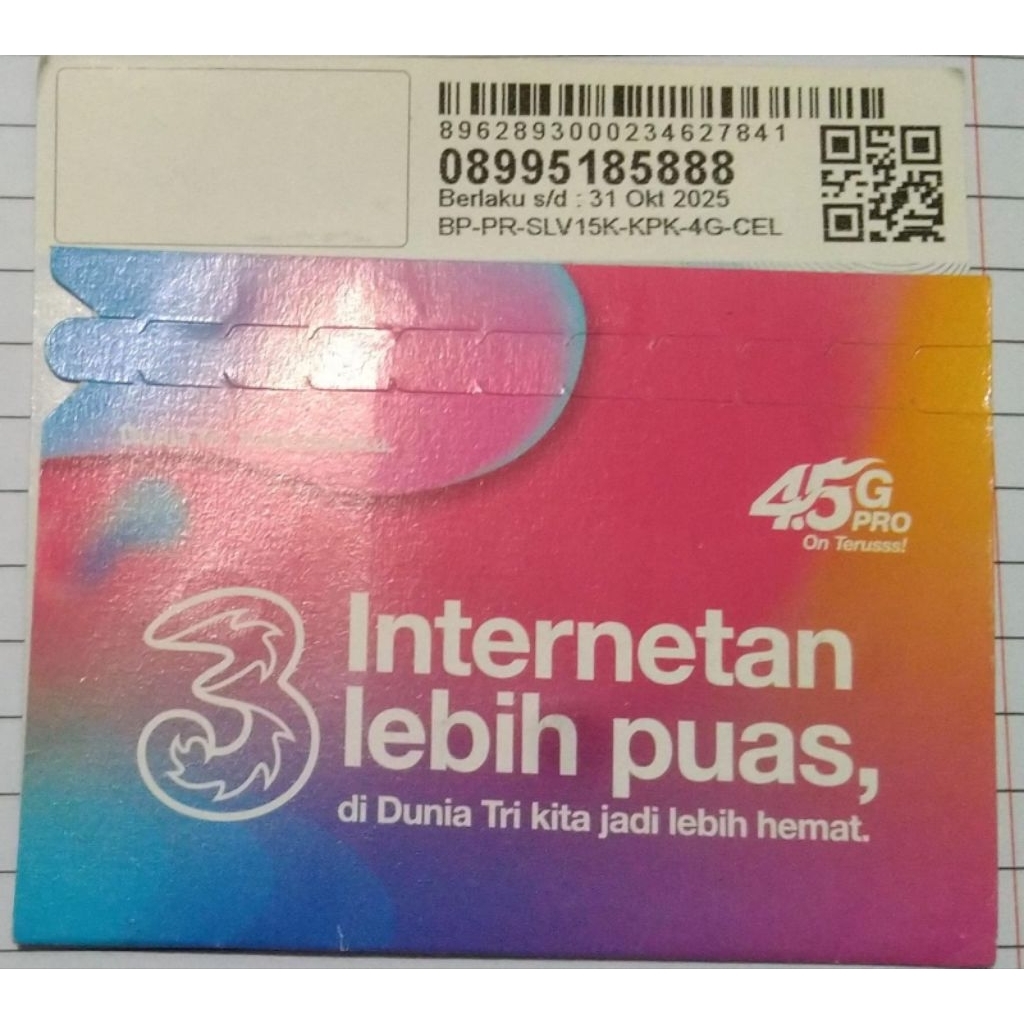 8962893000234627841
08995185888
Berlaku s/d : 31 Okt 2025
BP-PR-SLV15K-KPK-4G-CEL
4.5G
PRO
On Terusss!
3
Internetan
lebih puas,
di Dunia Tri kita jadi lebih hemat.